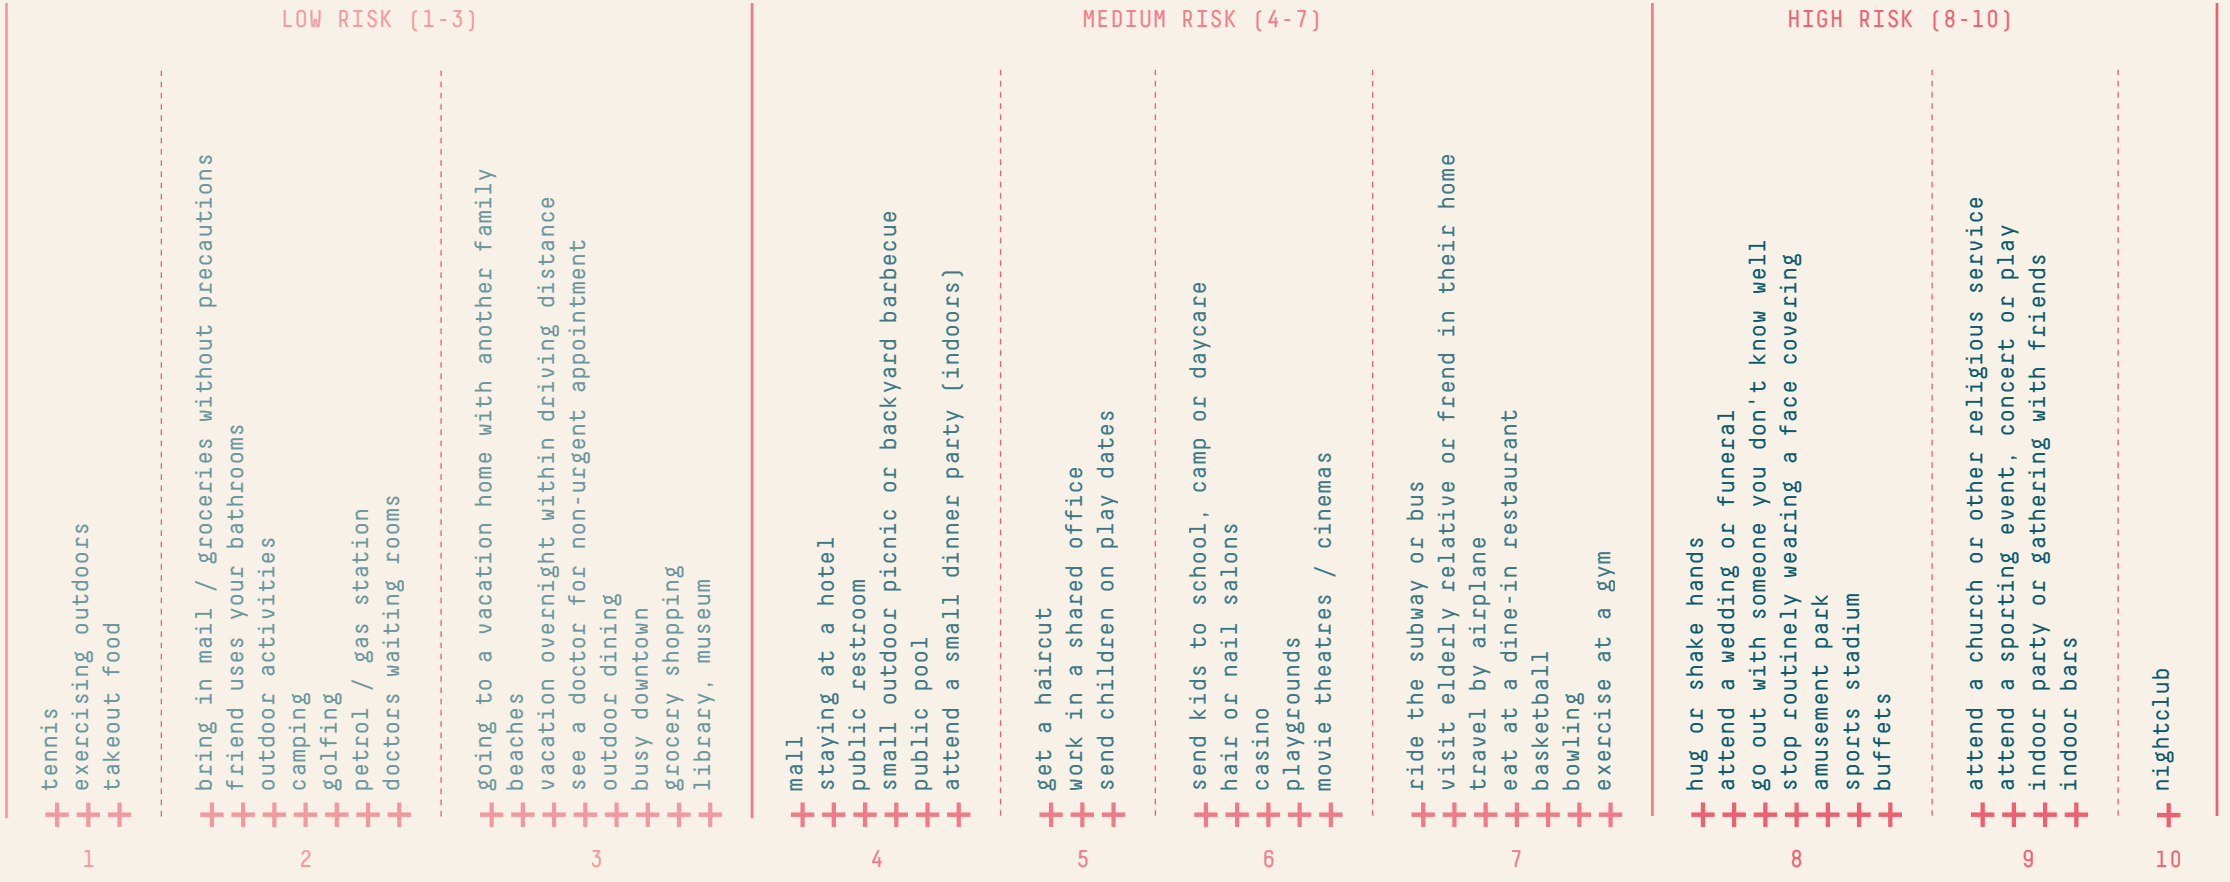 LOW RISK (1-3)
MEDIUM RISK (4-7)
HIGH RISK (8-10)
tennis
exercising outdoors
takeout food
bring in mail / groceries without precautions
friend uses your bathrooms
outdoor activities
camping
golfing
petrol / gas station
doctors waiting rooms
going to a vacation home with another family
beaches
vacation overnight within driving distance
see a doctor for non-urgent appointment
outdoor dining
busy downtown
grocery shopping
library, museum
mall
staying at a hotel
public restroom
small outdoor picnic or backyard barbecue
public pool
attend a small dinner party (indoors)
get a haircut
work in a shared office
send children on play dates
send kids to school, camp or daycare
hair or nail salons
casino
playgrounds
movie theatres / cinemas
ride the subway or bus
visit elderly relative or frend in their home
travel by airplane
eat at a dine-in restaurant
basketball
bowling
exercise at a gym
hug or shake hands
attend a wedding or funeral
go out with someone you don't know well
stop routinely wearing a face covering
amusement park
sports stadium
buffets
attend a church or other religious service
attend a sporting event, concert or play
indoor party or gathering with friends
indoor bars
nightclub
1
2
3
4
5
6
7
8
9
10